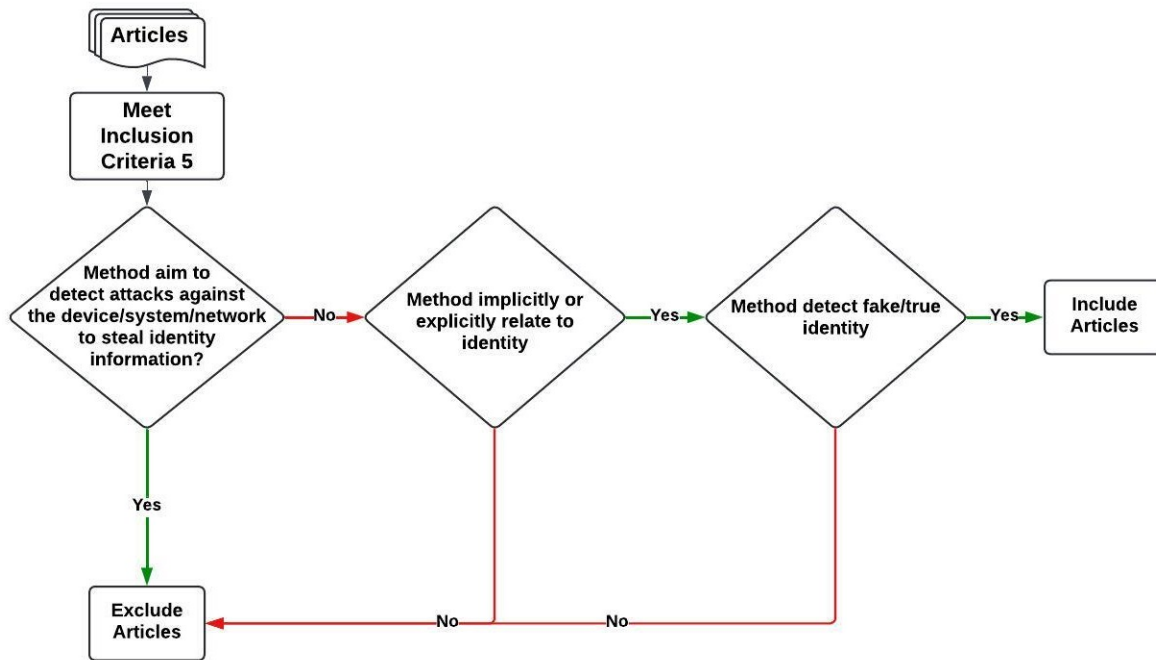 Articles
Meet
Inclusion
Criteria 5
Method aim to
detect attacks against
the device/system/network
to steal identity
information?
No
Method implicitly or
explicitly relate to
identity
Yes
Method detect fake/true
identity
Yes
Include
Articles
Yes
Exclude
Articles
No
No